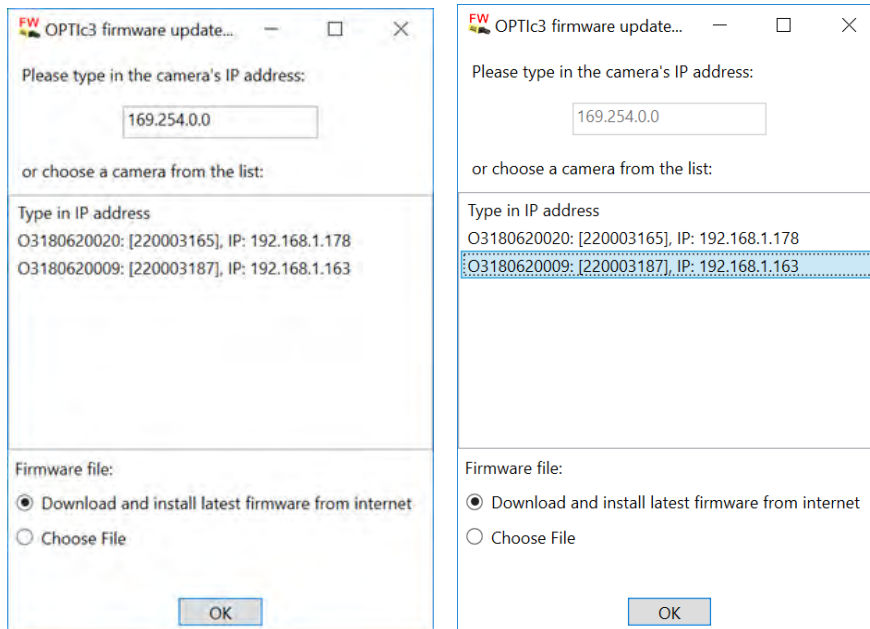 FW OPTIc3 firmware update...
Please type in the camera's IP address:
169.254.0.0
or choose a camera from the list:
Type in IP address
O3180620020: [220003165], IP: 192.168.1.178
O3180620009: [220003187], IP: 192.168.1.163
Firmware file:
Download and install latest firmware from internet
Choose File
OK
FW OPTIc3 firmware update...
Please type in the camera's IP address:
169.254.0.0
or choose a camera from the list:
Type in IP address
O3180620020: [220003165], IP: 192.168.1.178
O3180620009: [220003187], IP: 192.168.1.163
Firmware file:
Download and install latest firmware from internet
Choose File
OK